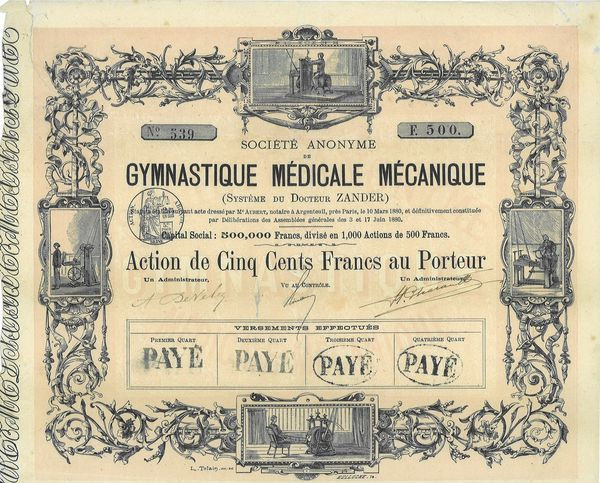 No 539
F. 500.
SOCIÉTÉ ANONYME
DE
GYMNASTIQUE MÉDICALE MÉCANIQUE
(SYSTÈME DU DOCTEUR ZANDER)
Statuts établis suivant acte dressé par Me AUBERT, notaire à Argenteuil, près Paris, le 10 Mars 1880, et définitivement constituée
par Délibérations des Assemblées générales des 3 et 17 Juin 1880.
Capital Social : 500,000 Francs, divisé en 1,000 Actions de 500 Francs.
Action de Cinq Cents Francs au Porteur
Un Administrateur,
VU AU CONTRÔLE.
Un Administrateur,
VERSEMENTS EFFECTUÉS
PREMIER QUART
DEUXIÈME QUART
TROISIÈME QUART
QUATRIÈME QUART
PAYÉ
PAYÉ
PAYÉ
PAYÉ